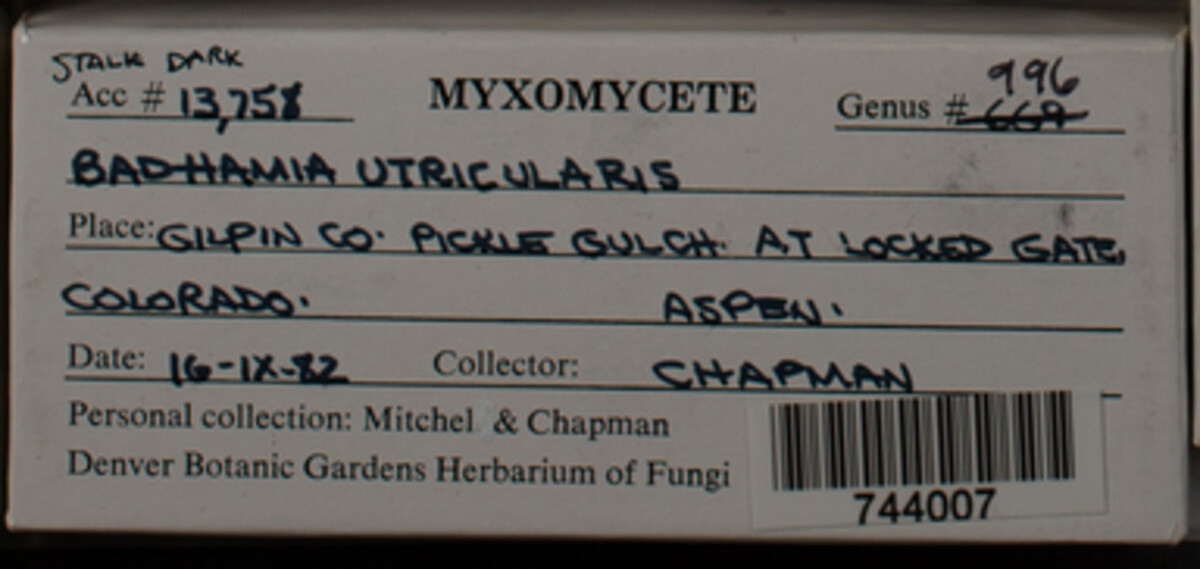 STALK DARK
Acc # 13,758 MYXOMYCETE Genus # 669 996
BADHAMIA UTRICULARIS
Place: GILPIN CO. PICKLE GULCH. AT LOCKED GATE,
COLORADO. ASPEN.
Date: 16-IX-82 Collector: CHAPMAN
Personal collection: Mitchel & Chapman
Denver Botanic Gardens Herbarium of Fungi
744007